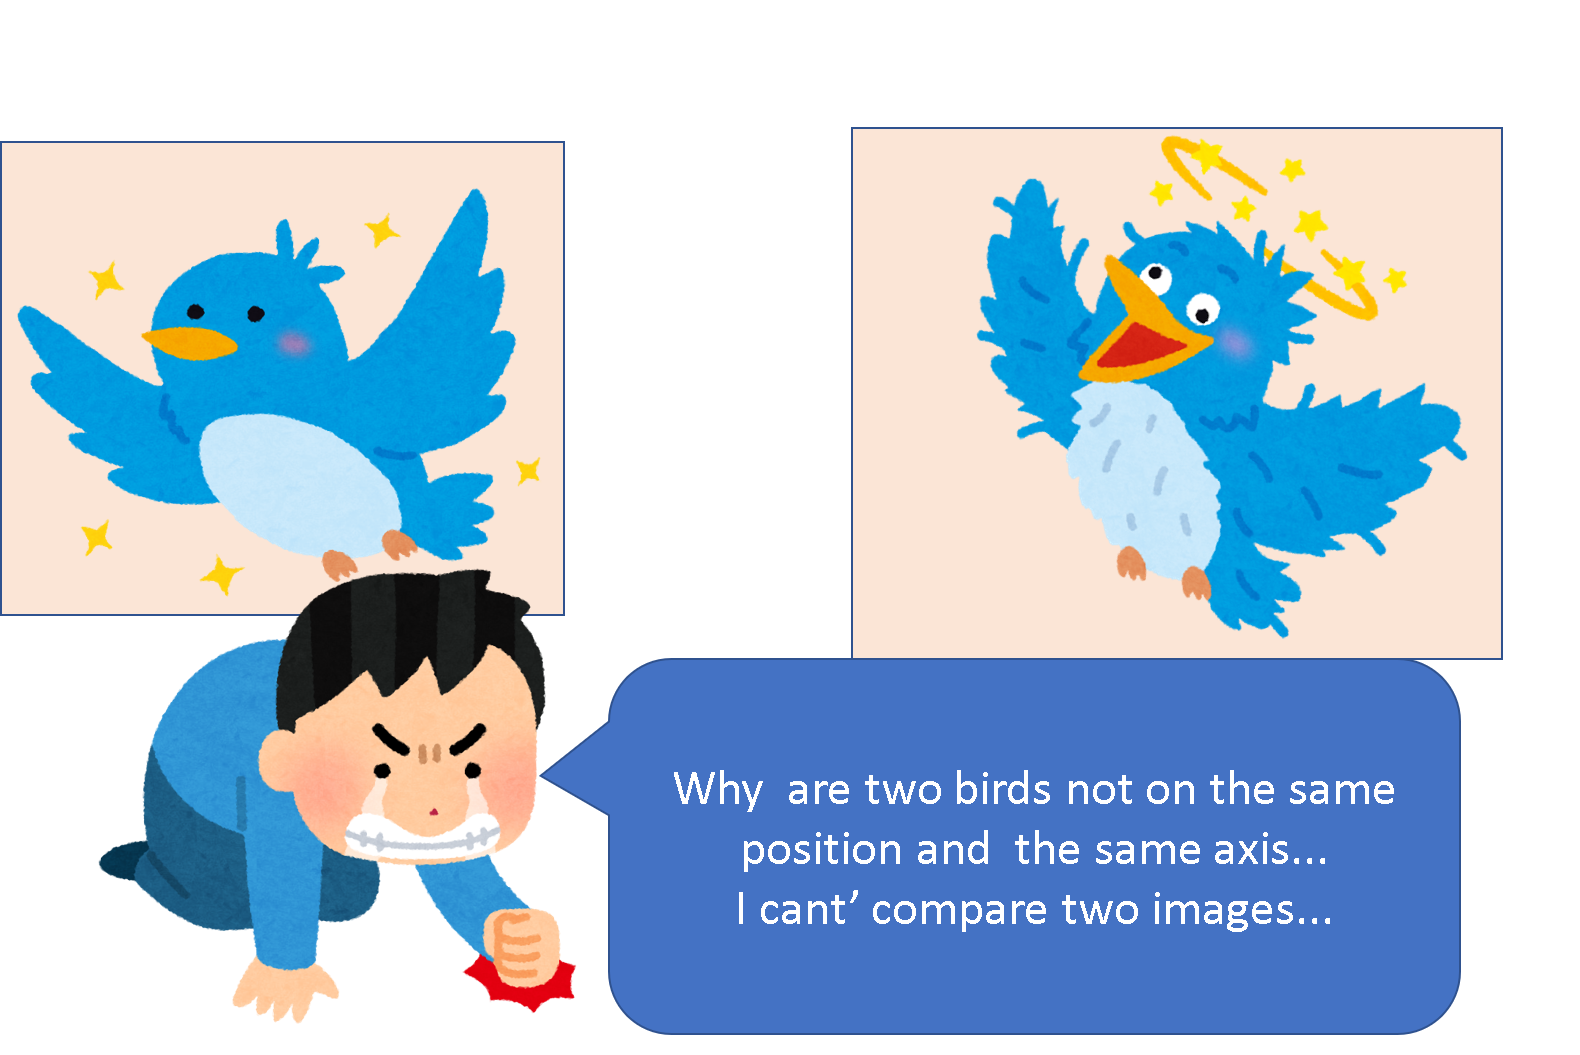 Why  are two birds not on the same
position and  the same axis...
I cant’ compare two images...